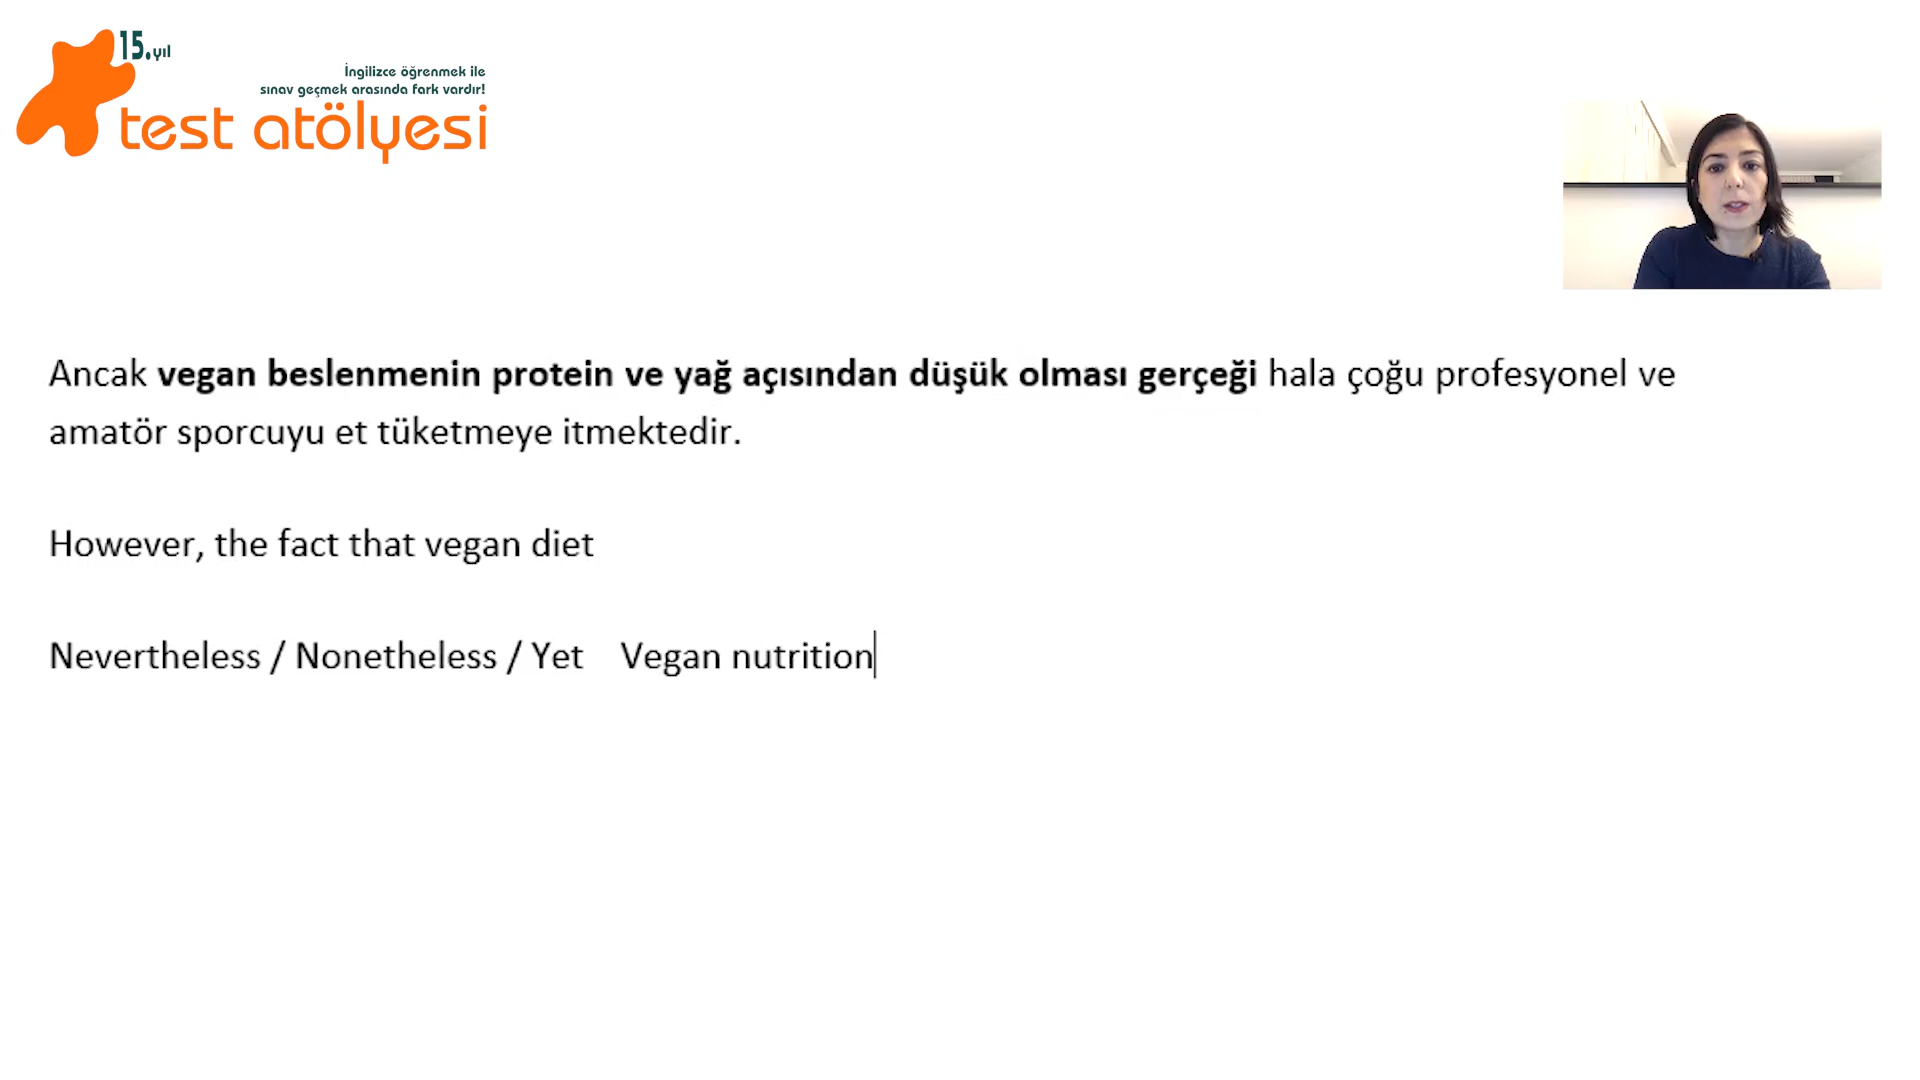 15.yıl
İngilizce öğrenmek ile
sınav geçmek arasında fark vardır!
test atölyesi
Ancak vegan beslenmenin protein ve yağ açısından düşük olması gerçeği hala çoğu profesyonel ve
amatör sporcuyu et tüketmeye itmektedir.
However, the fact that vegan diet
Nevertheless / Nonetheless / Yet Vegan nutrition